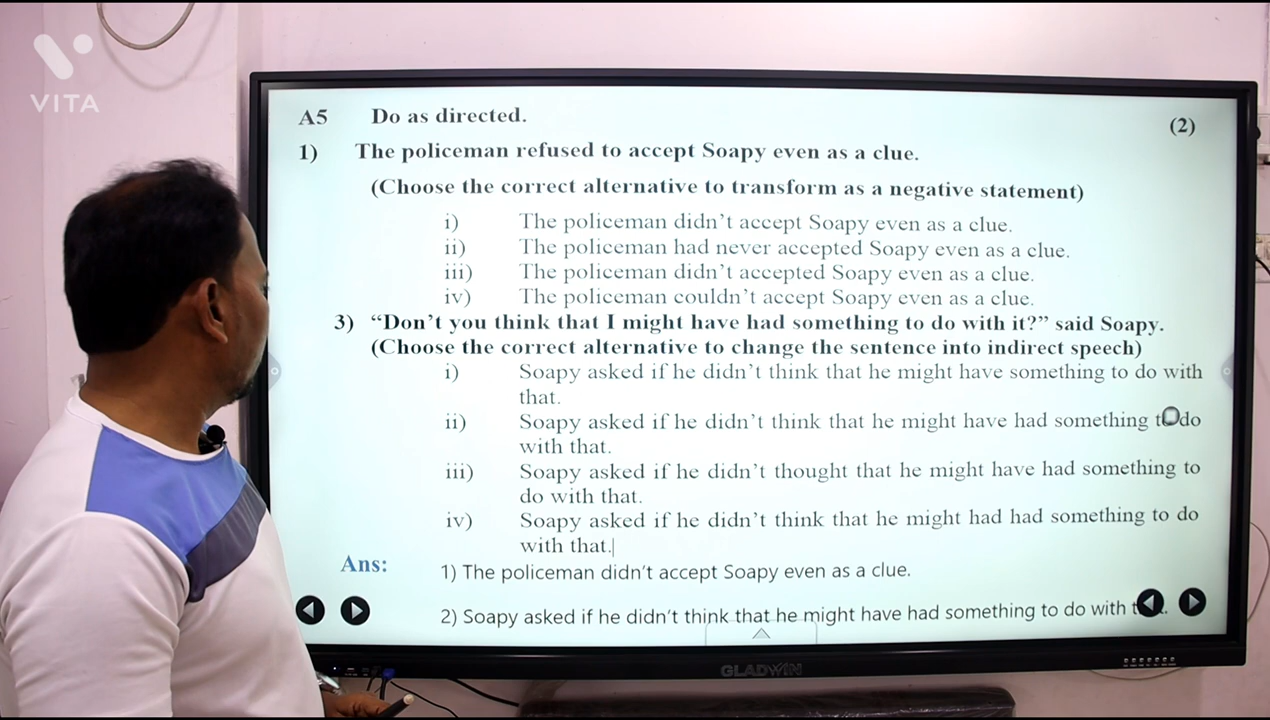 VITA
A5 Do as directed. (2)
1) The policeman refused to accept Soapy even as a clue.
(Choose the correct alternative to transform as a negative statement)
i) The policeman didn't accept Soapy even as a clue.
ii) The policeman had never accepted Soapy even as a clue.
iii) The policeman didn't accepted Soapy even as a clue.
iv) The policeman couldn't accept Soapy even as a clue.
3) “Don't you think that I might have had something to do with it?” said Soapy.
(Choose the correct alternative to change the sentence into indirect speech)
i) Soapy asked if he didn't think that he might have something to do with
that.
ii) Soapy asked if he didn't think that he might have had something to do
with that.
iii) Soapy asked if he didn't thought that he might have had something to
do with that.
iv) Soapy asked if he didn't think that he might had had something to do
with that.
Ans: 1) The policeman didn't accept Soapy even as a clue.
2) Soapy asked if he didn't think that he might have had something to do with
GLADWIN